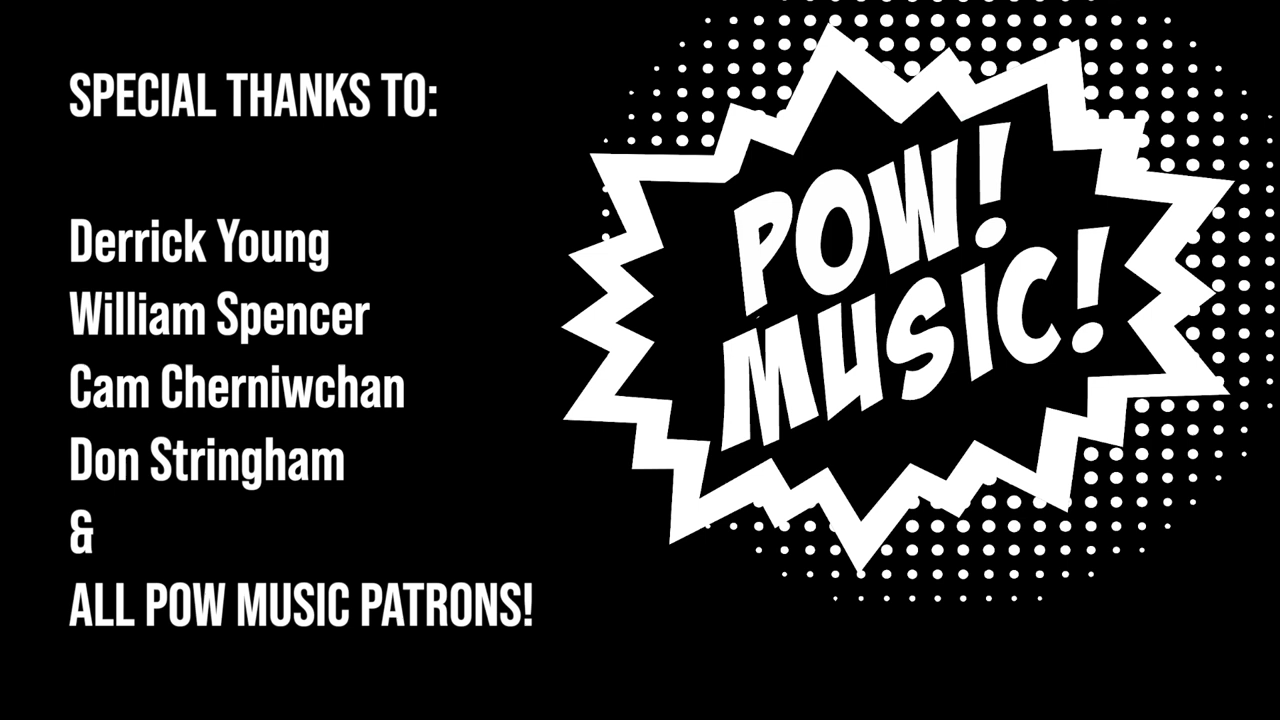 SPECIAL THANKS TO:
Derrick Young
William Spencer
Cam Cherniwchan
Don Stringham
&
ALL POW MUSIC PATRONS!
POW!
MUSIC!